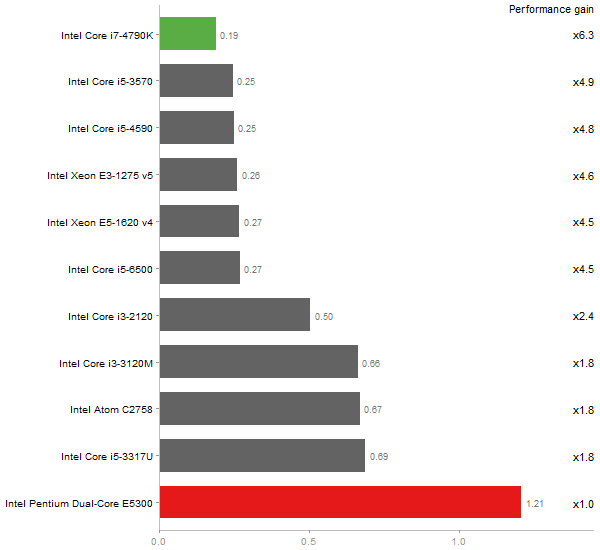 Performance gain
Intel Core i7-4790K 0.19 x6.3
Intel Core i5-3570 0.25 x4.9
Intel Core i5-4590 0.25 x4.8
Intel Xeon E3-1275 v5 0.26 x4.6
Intel Xeon E5-1620 v4 0.27 x4.5
Intel Core i5-6500 0.27 x4.5
Intel Core i3-2120 0.50 x2.4
Intel Core i3-3120M 0.66 x1.8
Intel Atom C2758 0.67 x1.8
Intel Core i5-3317U 0.69 x1.8
Intel Pentium Dual-Core E5300 1.21 x1.0
0.0 0.5 1.0